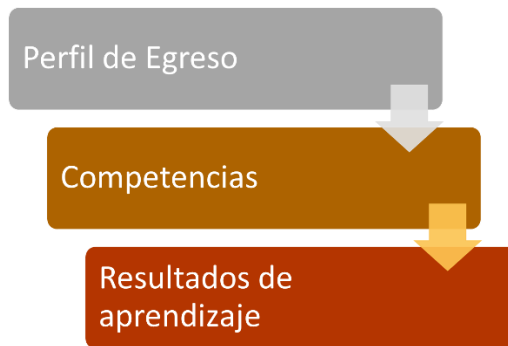 Perfil de Egreso
Competencias
Resultados de
aprendizaje